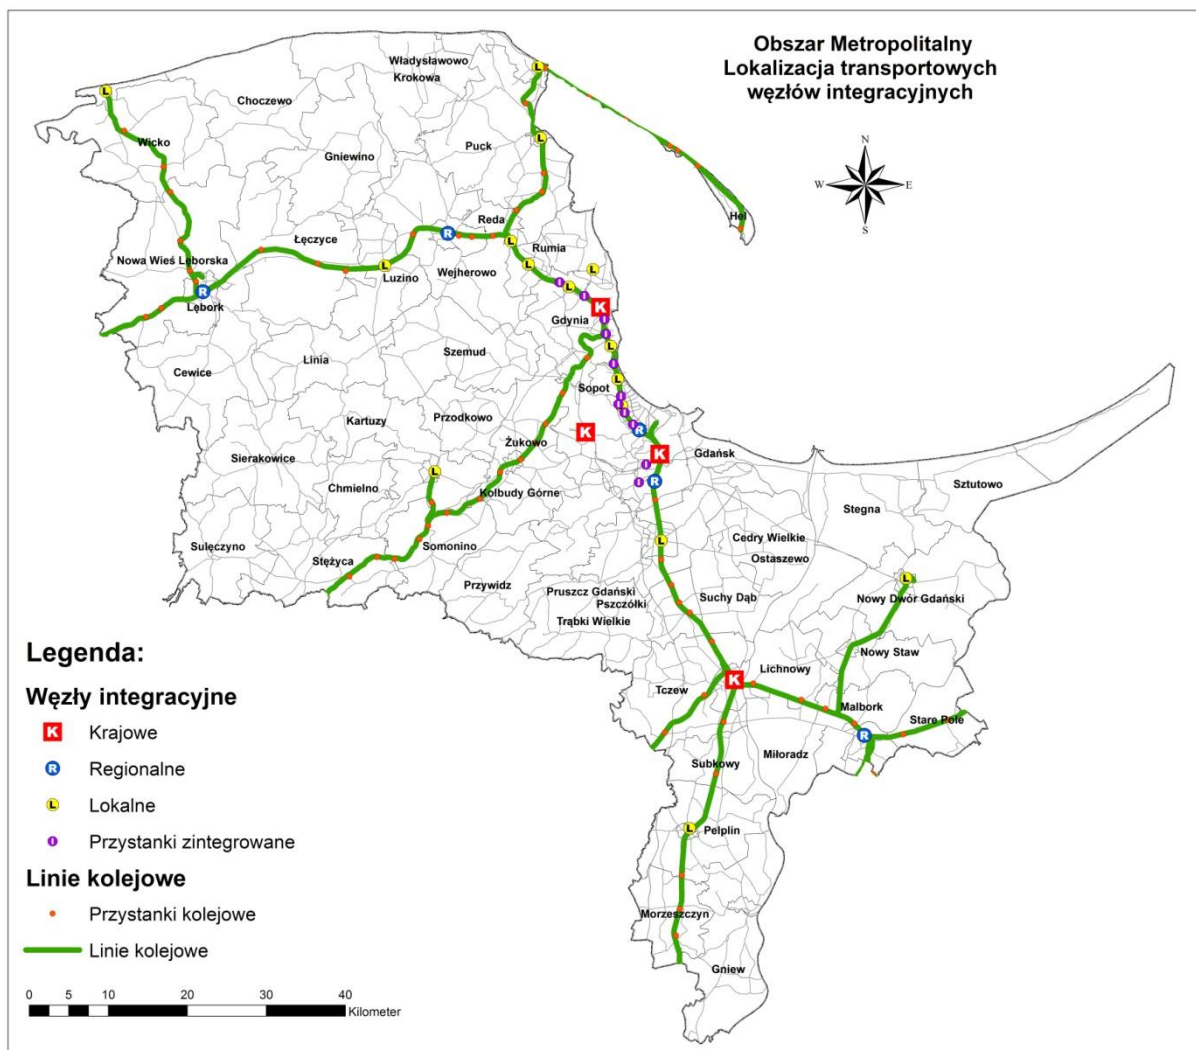 Obszar Metropolitalny
Lokalizacja transportowych
węzłów integracyjnych
N
W E
S
Władysławowo
Krokowa
Choczewo
Wicko
Gniewino
Puck
Hel
Reda
Łęczyce
Rumia
Nowa Wieś Lęborska
Luzino
Wejherowo
Lębork
Gdynia
Linia
Szemud
Cewice
Sopot
Kartuzy
Przodkowo
Żukowo
Sierakowice
Gdańsk
Chmielno
Kolbudy Górne
Sztutowo
Stegna
Cedry Wielkie
Sulęczyno
Somonino
Ostaszewo
Stężyca
Przywidz
Pruszcz Gdański
Suchy Dąb
Nowy Dwór Gdański
Pszczółki
Trąbki Wielkie
Nowy Staw
Lichnowy
Tczew
Malbork
Stare Pole
Miłoradz
Subkowy
Pelplin
Morzeszczyn
Gniew
L
L
L
R
L
L
L
L
R
I
L
I
K
I
I
L
I
L
I
I
I
I
R
K
K
I
I
R
L
L
L
K
R
L
Legenda:
Węzły integracyjne
K Krajowe
R Regionalne
L Lokalne
I Przystanki zintegrowane
Linie kolejowe
Przystanki kolejowe
Linie kolejowe
0 5 10 20 30 40
Kilometer